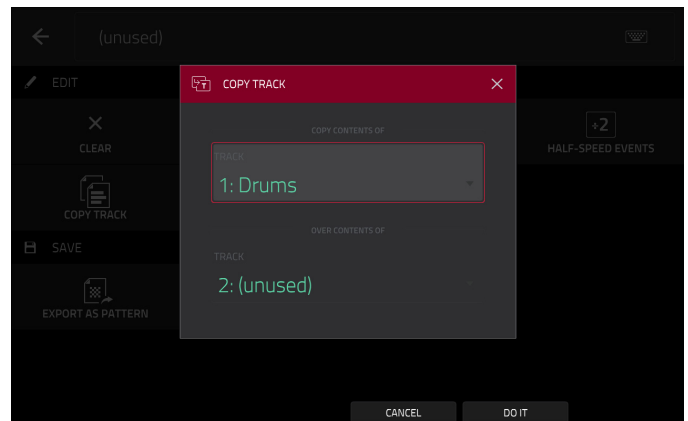 (unused)
EDIT
COPY TRACK
CLEAR
÷2
HALF-SPEED EVENTS
COPY CONTENTS OF
TRACK
1: Drums
COPY TRACK
OVER CONTENTS OF
SAVE
TRACK
2: (unused)
EXPORT AS PATTERN
CANCEL
DO IT